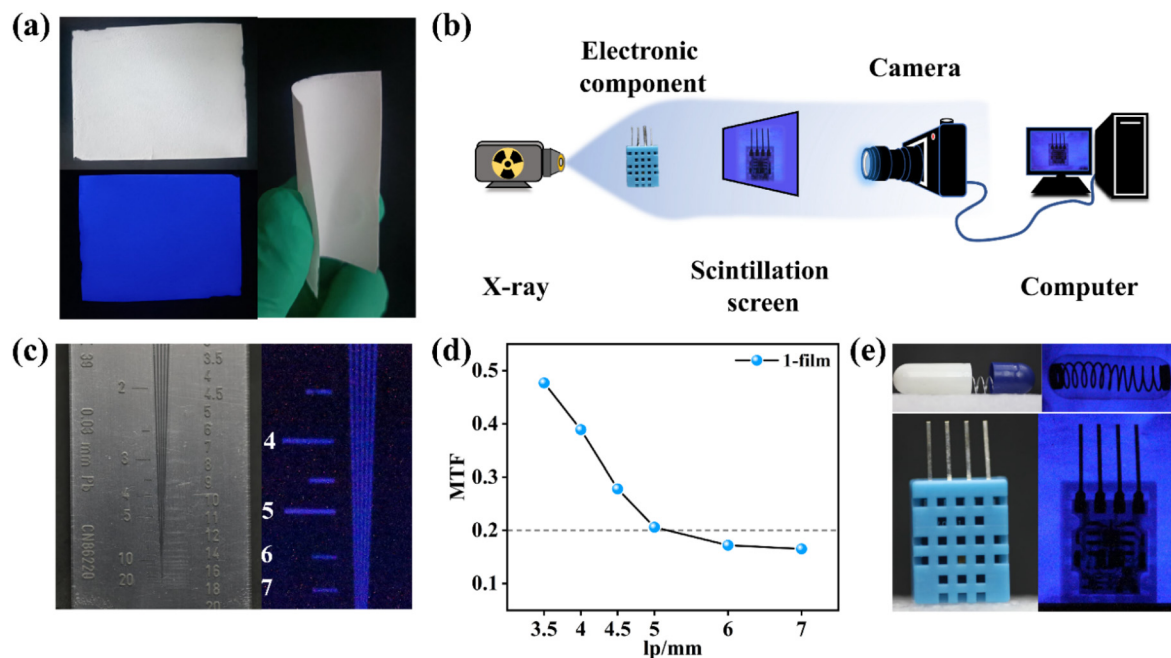 (a)
(b)
Electronic
component
Camera
X-ray
Scintillation
screen
Computer
(c)
39
0.03 mm Pb
CN86220
2
3
10
20
3.5
4
4.5
5
6
7
8
9
10
11
12
14
16
18
20
4
5
6
7
(d)
1-film
MTF
0.5
0.4
0.3
0.2
0.1
3.5
4
4.5
5
6
7
lp/mm
(e)